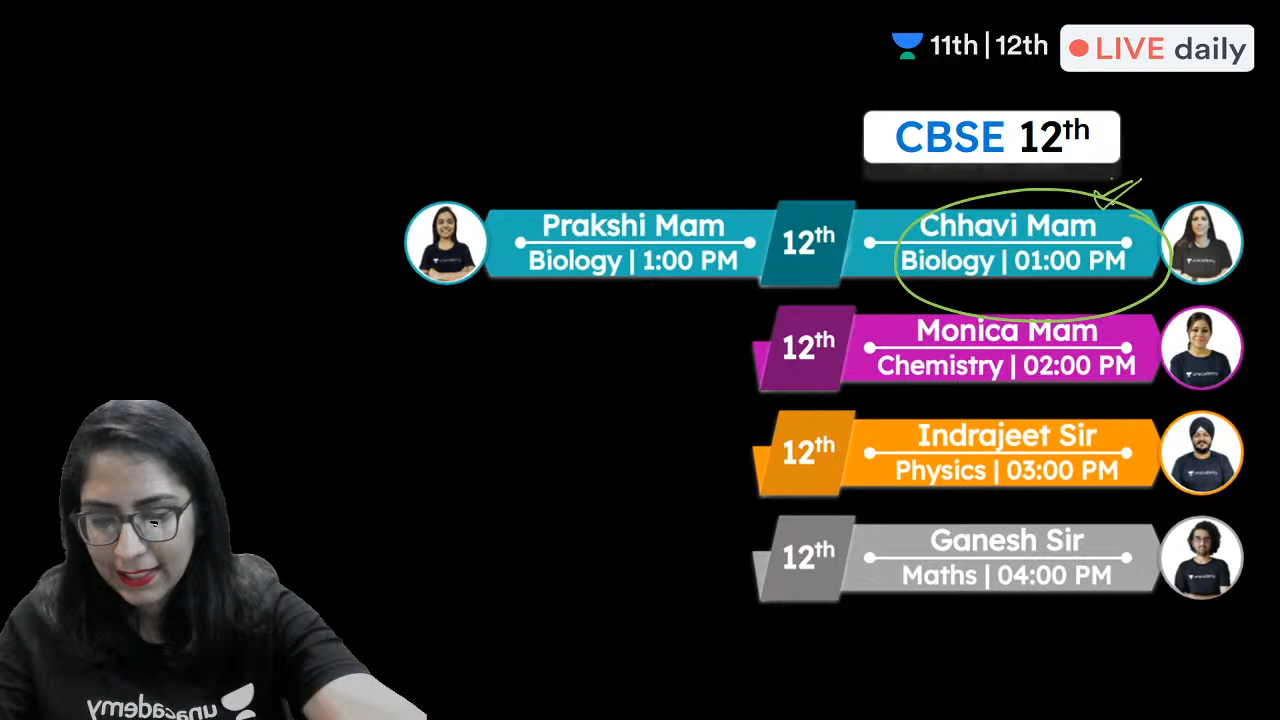 11th | 12th
LIVE daily
CBSE 12th
Prakshi Mam
Biology | 1:00 PM
12th
Chhavi Mam
Biology | 01:00 PM
12th
Monica Mam
Chemistry | 02:00 PM
12th
Indrajeet Sir
Physics | 03:00 PM
12th
Ganesh Sir
Maths | 04:00 PM
unacademy